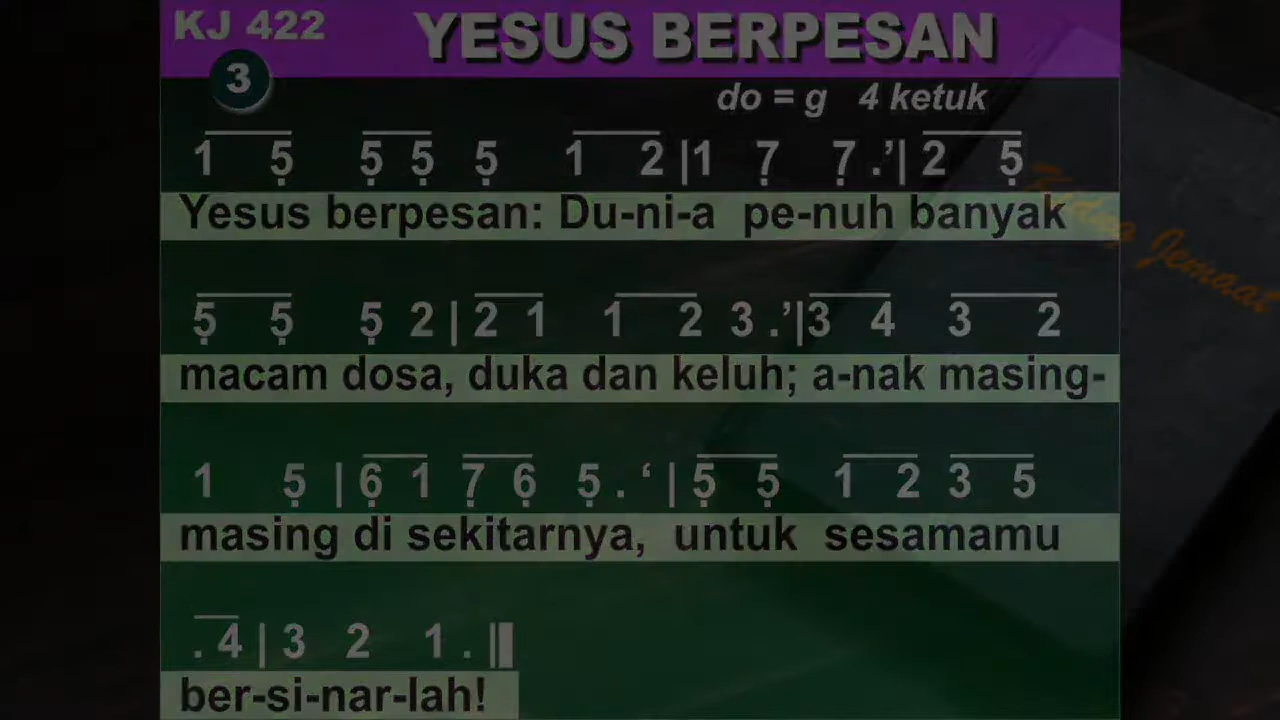 KJ 422
YESUS BERPESAN
3
do = g 4 ketuk
1 5̣ 5̣ 5̣ 5̣ 1 2 |1 7̣ 7̣ .’| 2 5̣
Yesus berpesan: Du-ni-a pe-nuh banyak
5̣ 5̣ 5̣ 2 | 2 1 1 2 3 .’|3 4 3 2
macam dosa, duka dan keluh; a-nak masing-
1 5̣ | 6̣ 1 7̣ 6̣ 5̣ . ‘ | 5̣ 5̣ 1 2 3 5
masing di sekitarnya, untuk sesamamu
. 4 | 3 2 1 . ||
ber-si-nar-lah!
Kidung Jemaat